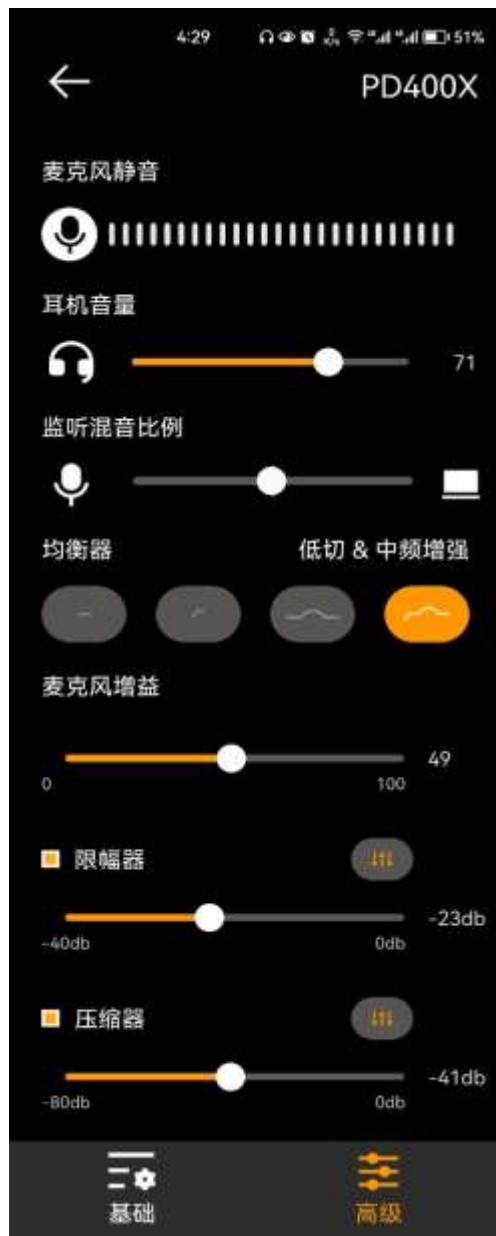 4:29 51%
PD400X
麦克风静音
耳机音量
71
监听混音比例
均衡器 低切 & 中频增强
麦克风增益
49
0 100
限幅器
-23db
-40db 0db
压缩器
-41db
-80db 0db
基础 高级